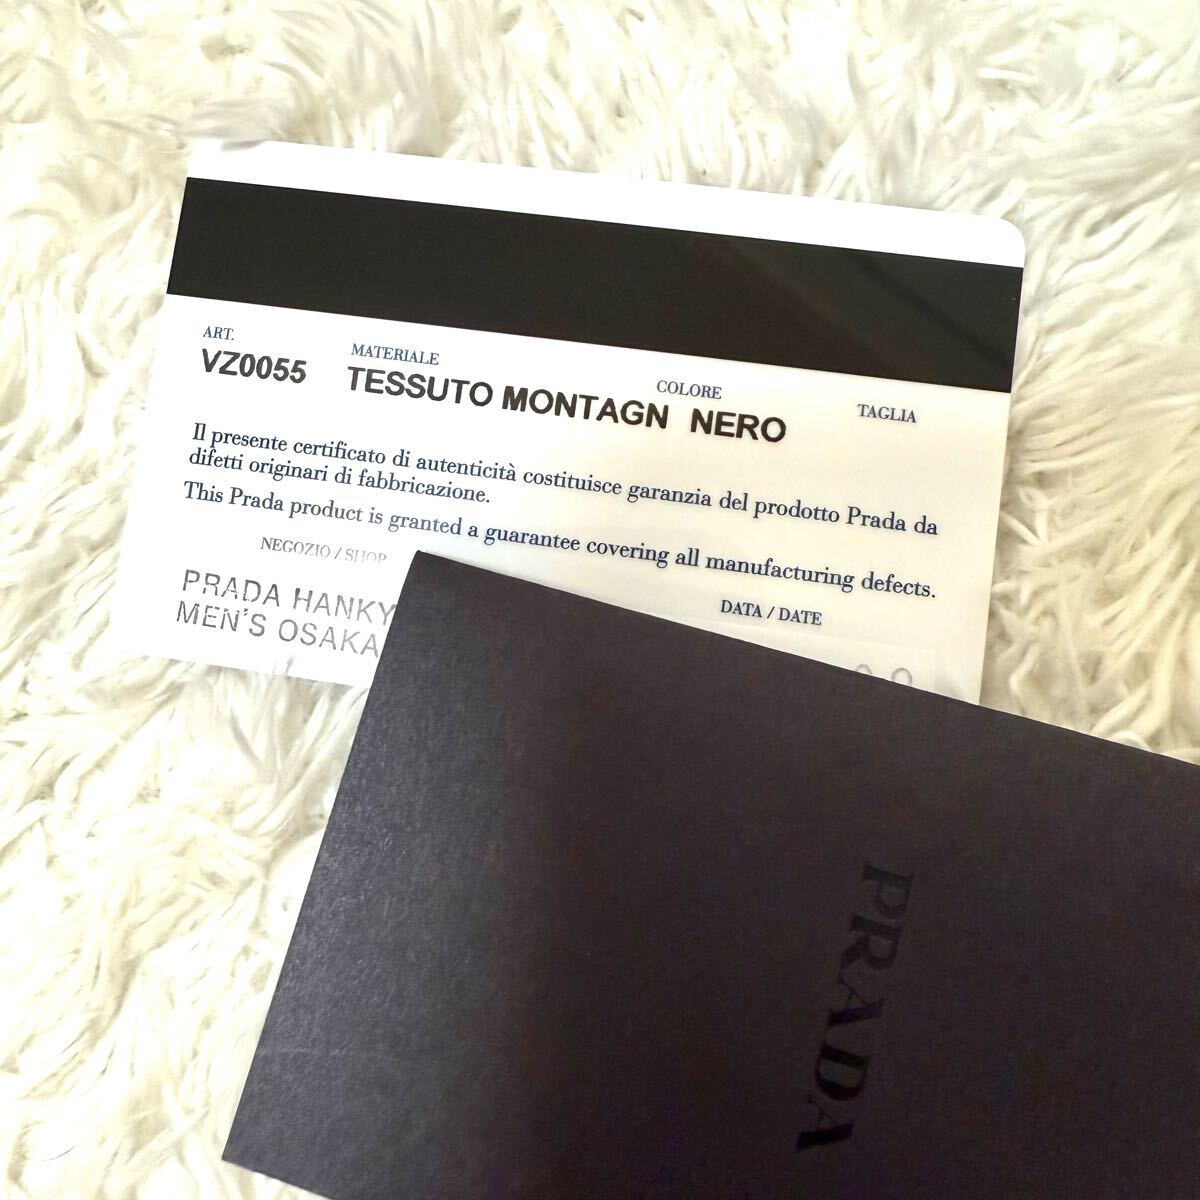 ART.
MATERIALE
COLORE
TAGLIA
VZ0055
TESSUTO MONTAGN NERO
Il presente certificato di autenticità costituisce garanzia del prodotto Prada da
difetti originari di fabbricazione.
This Prada product is granted a guarantee covering all manufacturing defects.
NEGOZIO / SHOP
DATA / DATE
PRADA HANKY
MEN'S OSAKA
PRADA